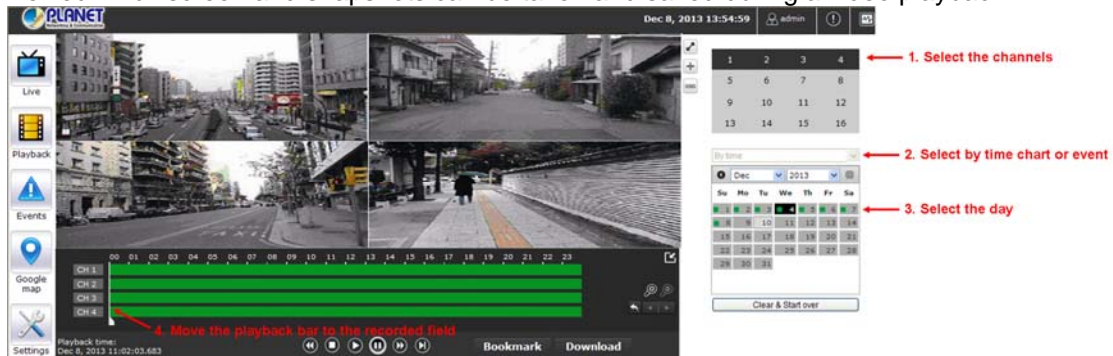 PLANET
Networking & Communication
Dec 8, 2013 13:54:59 admin
Live
Playback
Events
Google map
Settings
1 2 3 4
5 6 7 8
9 10 11 12
13 14 15 16
1. Select the channels
By time
2. Select by time chart or event
Dec 2013
Su Mo Tu We Th Fr Sa
1 2 3 4 5 6 7
3. Select the day
8 9 10 11 12 13 14
15 16 17 18 19 20 21
22 23 24 25 26 27 28
29 30 31
Clear & Start over
00 01 02 03 04 05 06 07 08 09 10 11 12 13 14 15 16 17 18 19 20 21 22 23
CH 1
CH 2
CH 3
CH 4
4. Move the playback bar to the recorded field
Playback time:
Dec 8, 2013 11:02:03.683
Bookmark Download